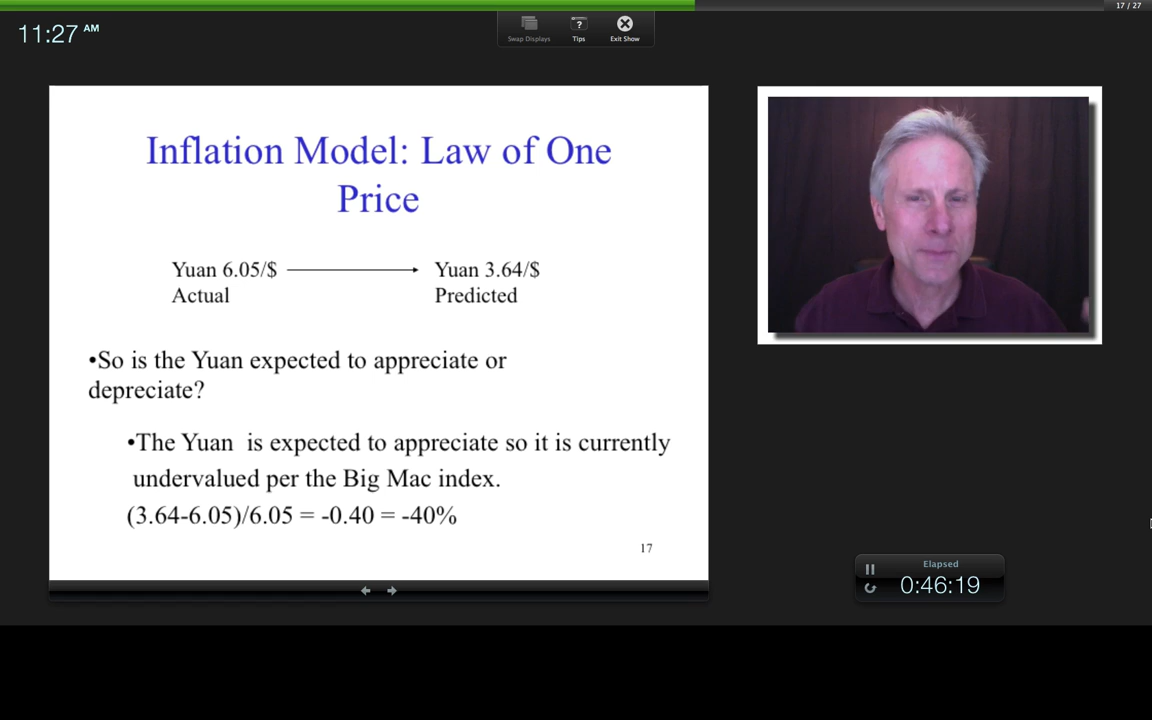 17 / 27
11:27 AM
Swap Displays
?
Tips
Exit Show
Inflation Model: Law of One
Price
Yuan 6.05/$
Yuan 3.64/$
Actual
Predicted
•So is the Yuan expected to appreciate or
depreciate?
•The Yuan  is expected to appreciate so it is currently
undervalued per the Big Mac index.
(3.64-6.05)/6.05 = -0.40 = -40%
17
Elapsed
0:46:19